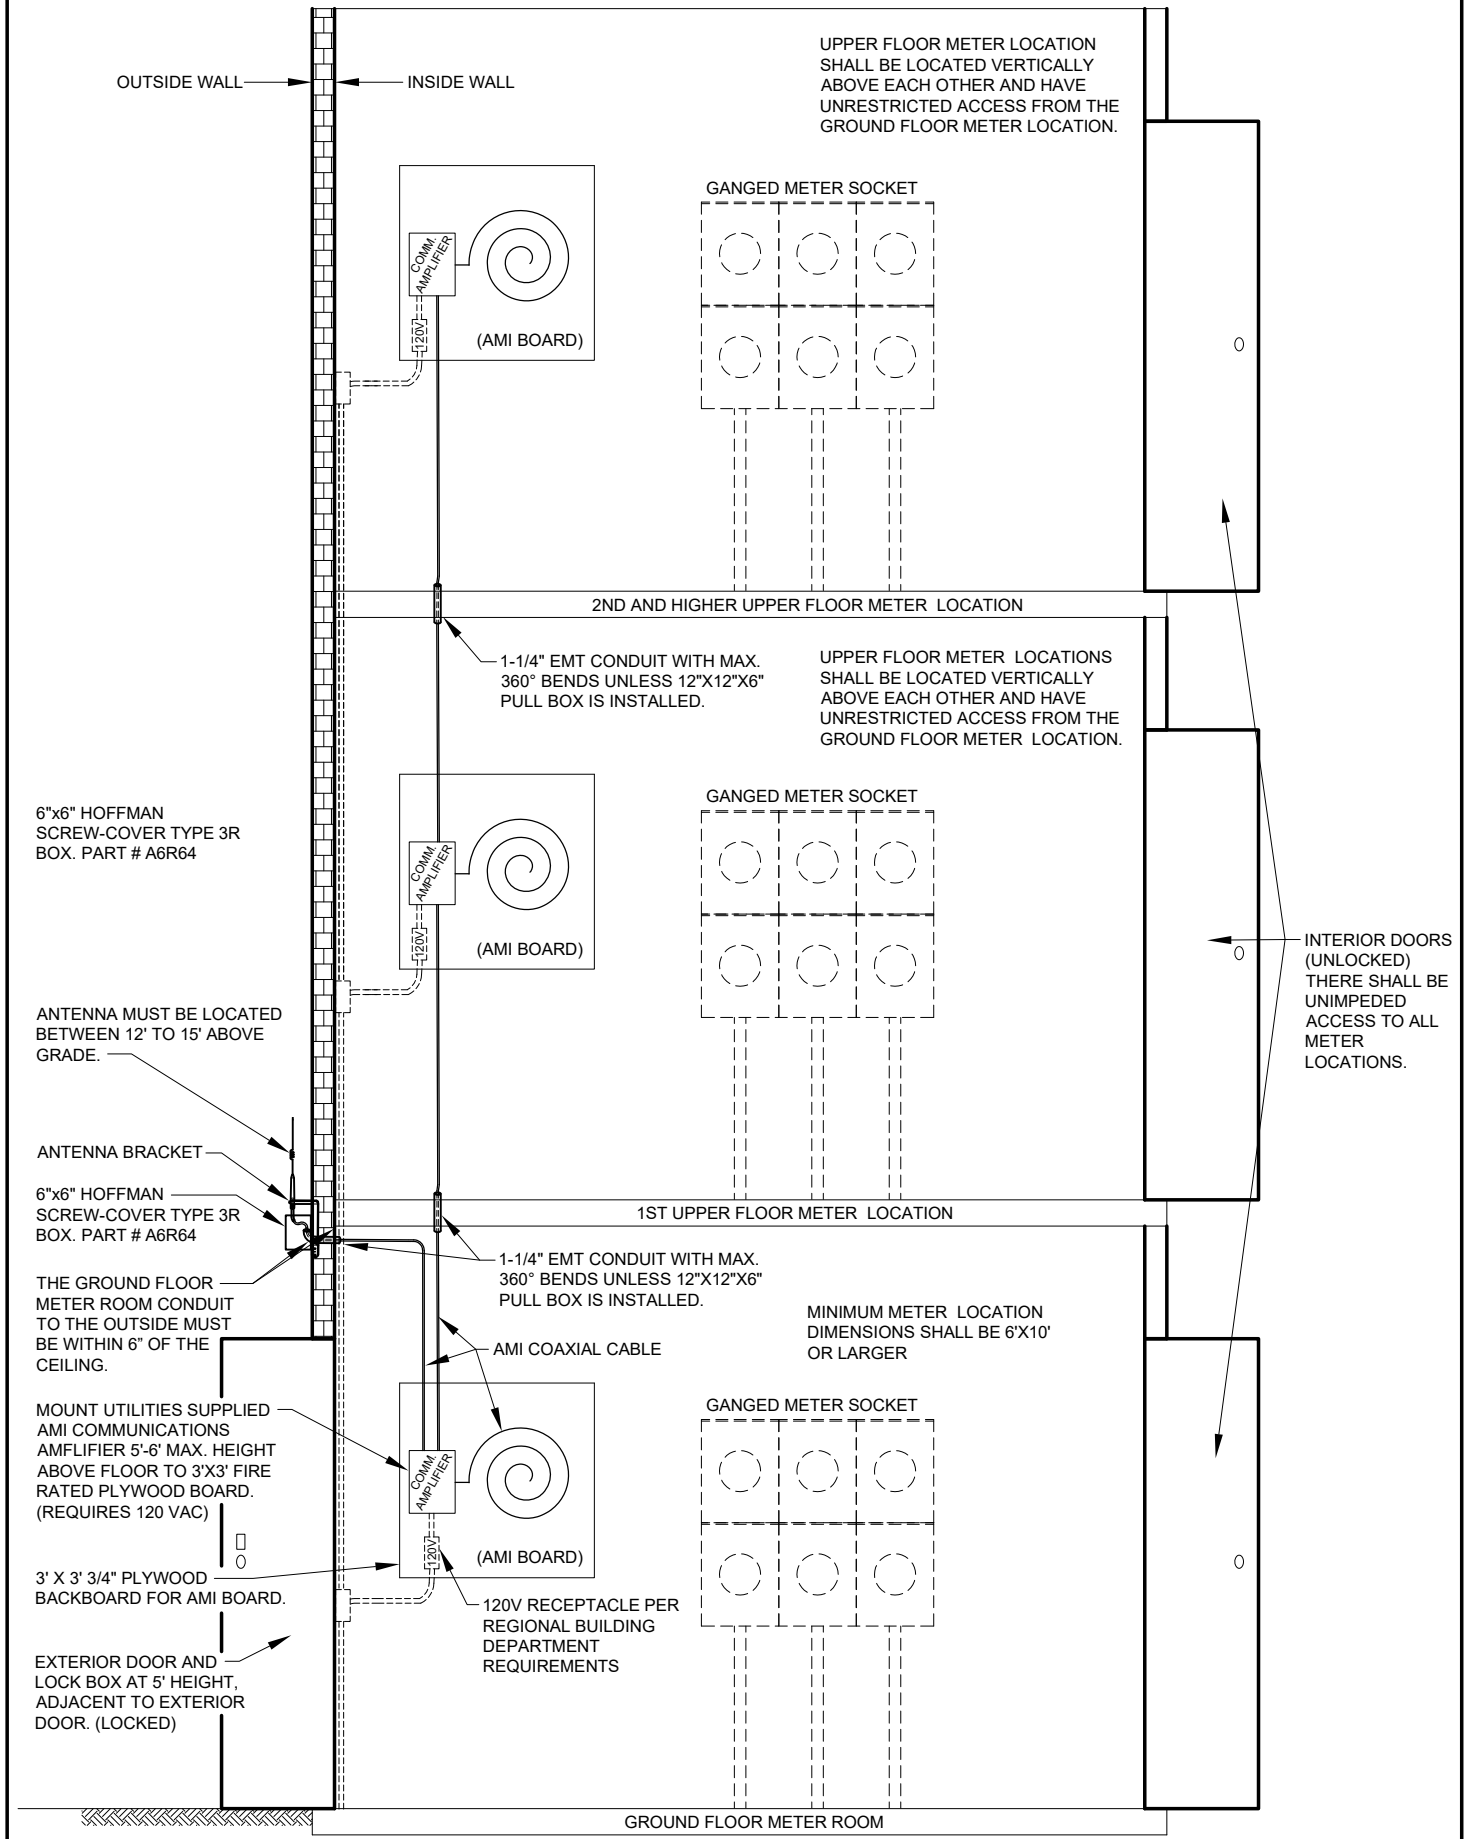 UPPER FLOOR METER LOCATION
SHALL BE LOCATED VERTICALLY
ABOVE EACH OTHER AND HAVE
UNRESTRICTED ACCESS FROM THE
GROUND FLOOR METER LOCATION.
OUTSIDE WALL
INSIDE WALL
GANGED METER SOCKET
COMM.
AMPLIFIER
120V
(AMI BOARD)
2ND AND HIGHER UPPER FLOOR METER LOCATION
1-1/4" EMT CONDUIT WITH MAX.
360° BENDS UNLESS 12"X12"X6"
PULL BOX IS INSTALLED.
UPPER FLOOR METER LOCATIONS
SHALL BE LOCATED VERTICALLY
ABOVE EACH OTHER AND HAVE
UNRESTRICTED ACCESS FROM THE
GROUND FLOOR METER LOCATION.
6"x6" HOFFMAN
SCREW-COVER TYPE 3R
BOX. PART # A6R64
GANGED METER SOCKET
COMM.
AMPLIFIER
120V
(AMI BOARD)
INTERIOR DOORS
(UNLOCKED)
THERE SHALL BE
UNIMPEDED
ACCESS TO ALL
METER
LOCATIONS.
ANTENNA MUST BE LOCATED
BETWEEN 12' TO 15' ABOVE
GRADE.
ANTENNA BRACKET
6"x6" HOFFMAN
SCREW-COVER TYPE 3R
BOX. PART # A6R64
1ST UPPER FLOOR METER LOCATION
1-1/4" EMT CONDUIT WITH MAX.
360° BENDS UNLESS 12"X12"X6"
PULL BOX IS INSTALLED.
THE GROUND FLOOR
METER ROOM CONDUIT
TO THE OUTSIDE MUST
BE WITHIN 6” OF THE
CEILING.
MINIMUM METER LOCATION
DIMENSIONS SHALL BE 6'X10'
OR LARGER
AMI COAXIAL CABLE
GANGED METER SOCKET
MOUNT UTILITIES SUPPLIED
AMI COMMUNICATIONS
AMFLIFIER 5'-6' MAX. HEIGHT
ABOVE FLOOR TO 3'X3' FIRE
RATED PLYWOOD BOARD.
(REQUIRES 120 VAC)
COMM.
AMPLIFIER
120V
(AMI BOARD)
3' X 3' 3/4" PLYWOOD
BACKBOARD FOR AMI BOARD.
120V RECEPTACLE PER
REGIONAL BUILDING
DEPARTMENT
REQUIREMENTS
EXTERIOR DOOR AND
LOCK BOX AT 5' HEIGHT,
ADJACENT TO EXTERIOR
DOOR. (LOCKED)
GROUND FLOOR METER ROOM